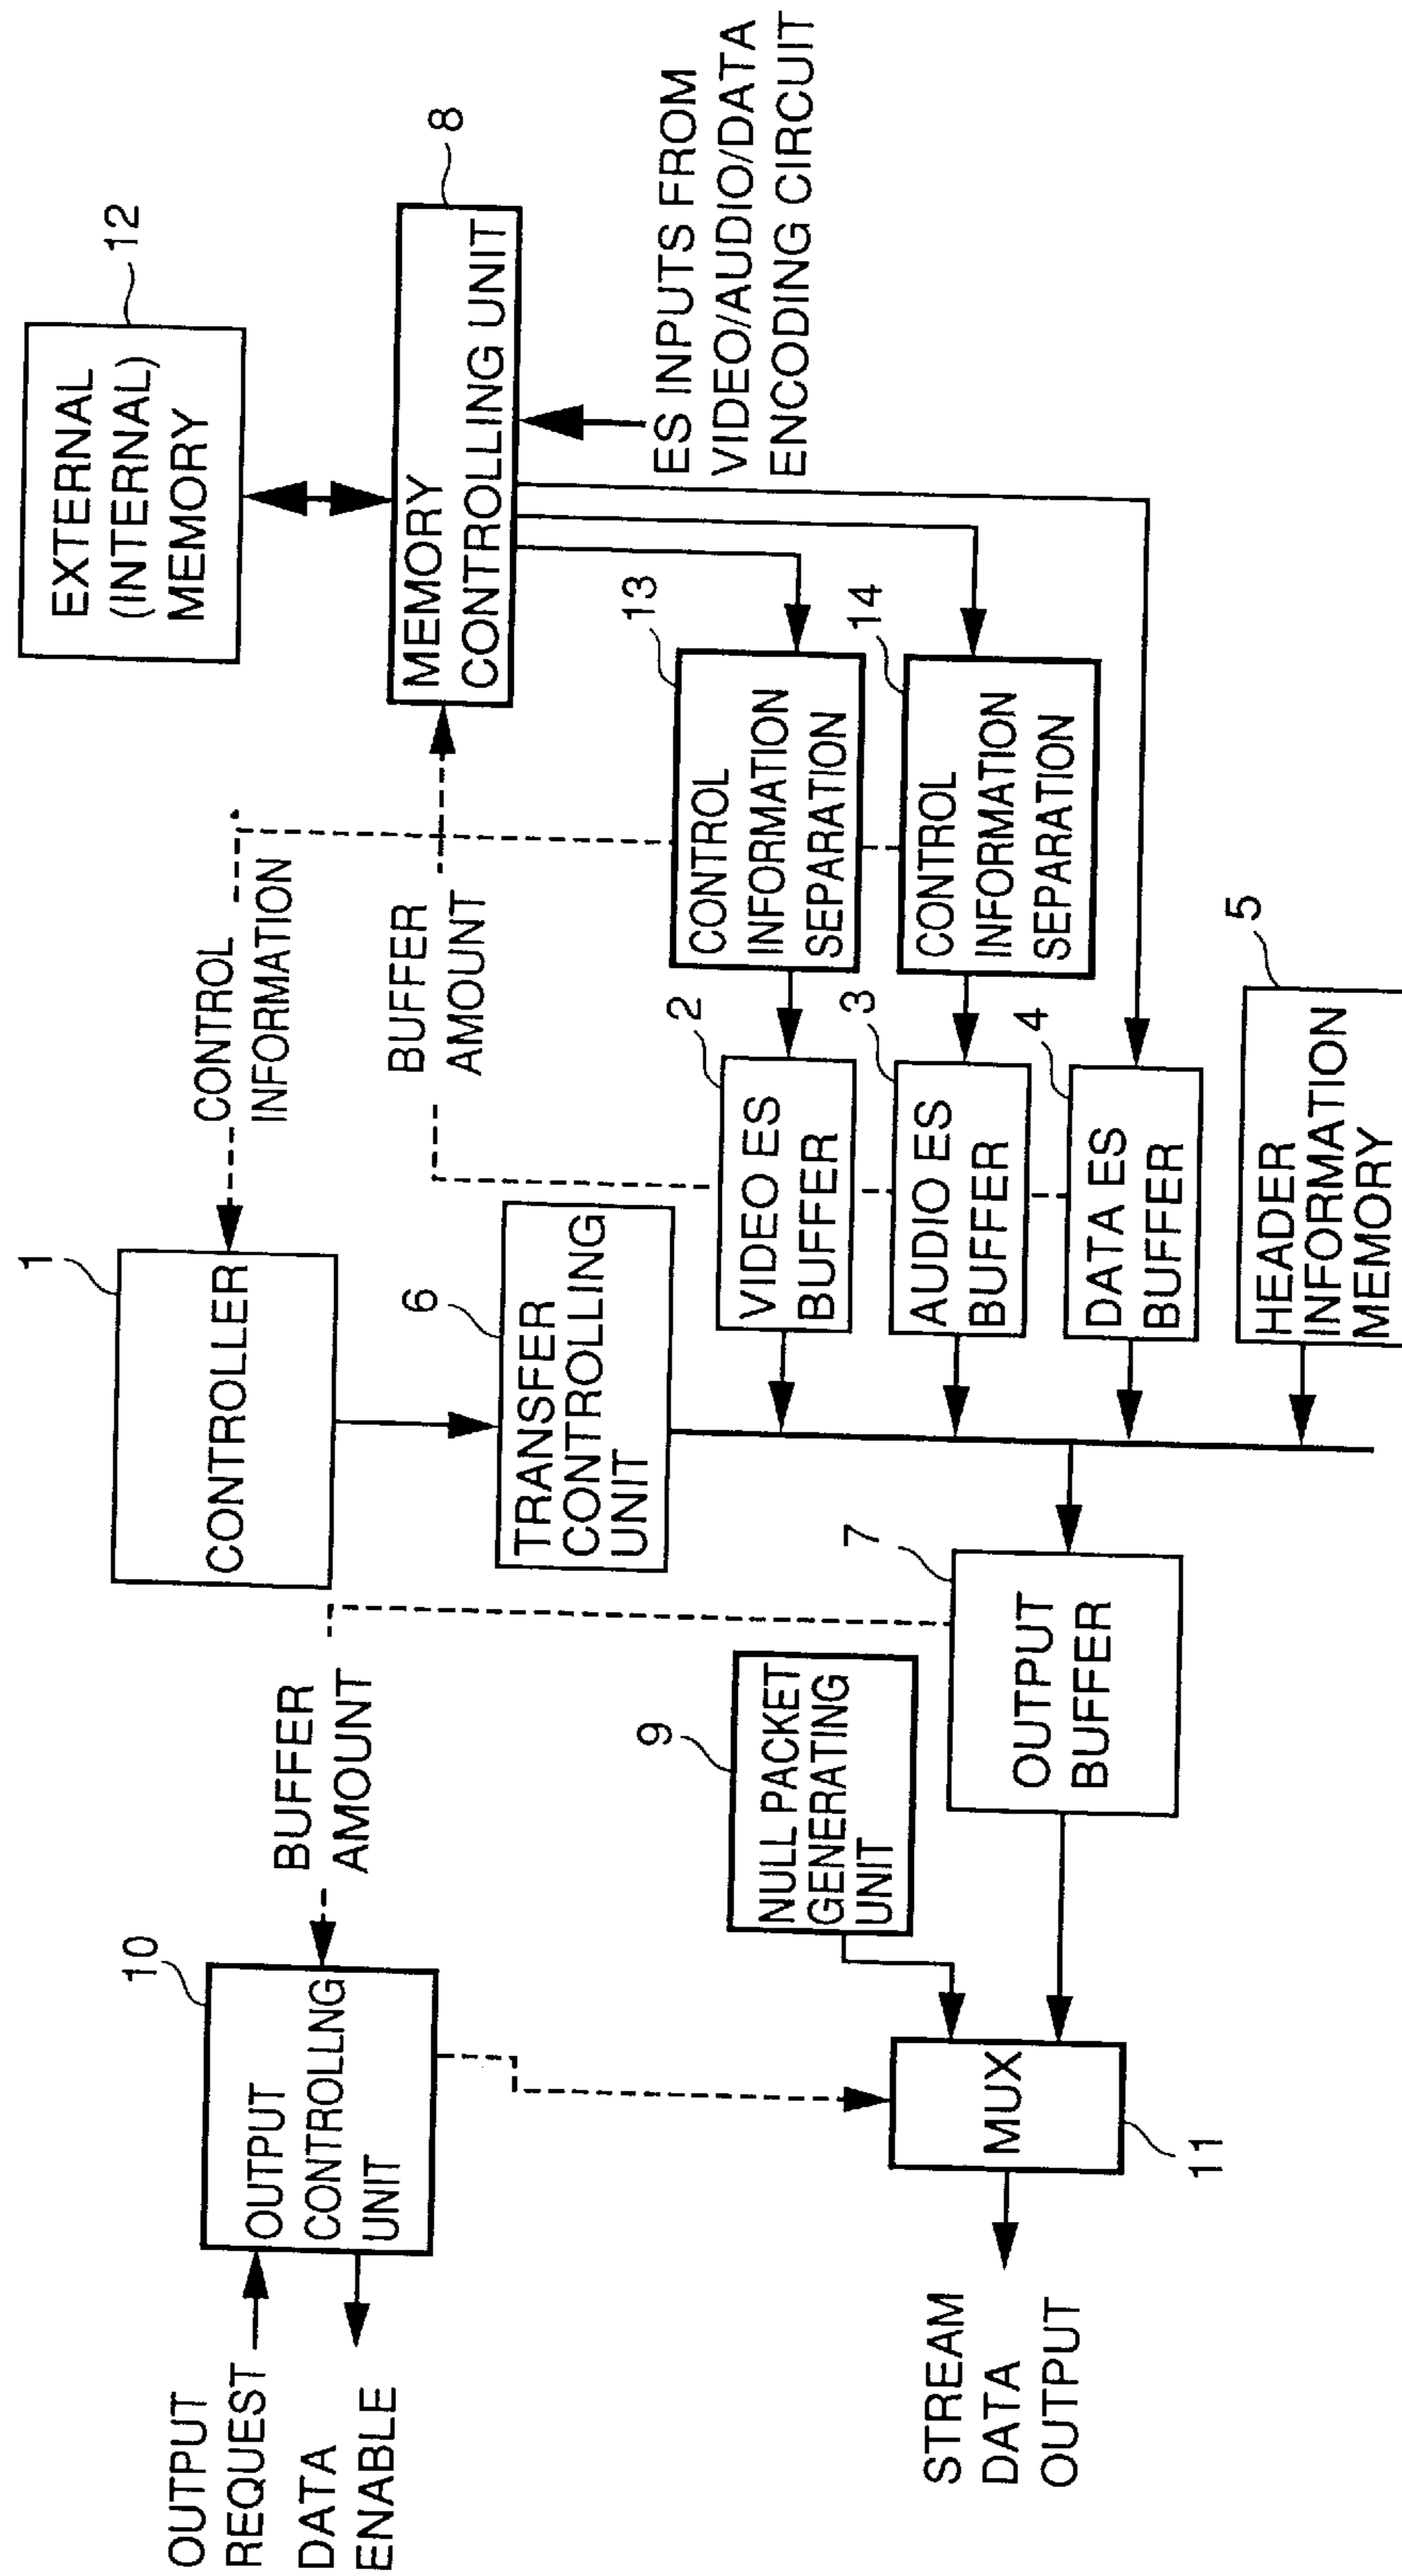 OUTPUT
REQUEST
DATA
ENABLE
10
OUTPUT
CONTROLLNG
UNIT
BUFFER
AMOUNT
1
CONTROLLER
CONTROL
INFORMATION
12
EXTERNAL
(INTERNAL)
MEMORY
8
MEMORY
CONTROLLING UNIT
BUFFER
AMOUNT
6
TRANSFER
CONTROLLING
UNIT
ES INPUTS FROM
VIDEO/AUDIO/DATA
ENCODING CIRCUIT
13
CONTROL
INFORMATION
SEPARATION
14
CONTROL
INFORMATION
SEPARATION
2
VIDEO ES
BUFFER
3
AUDIO ES
BUFFER
4
DATA ES
BUFFER
5
HEADER
INFORMATION
MEMORY
9
NULL PACKET
GENERATING
UNIT
7
OUTPUT
BUFFER
MUX
11
STREAM
DATA
OUTPUT